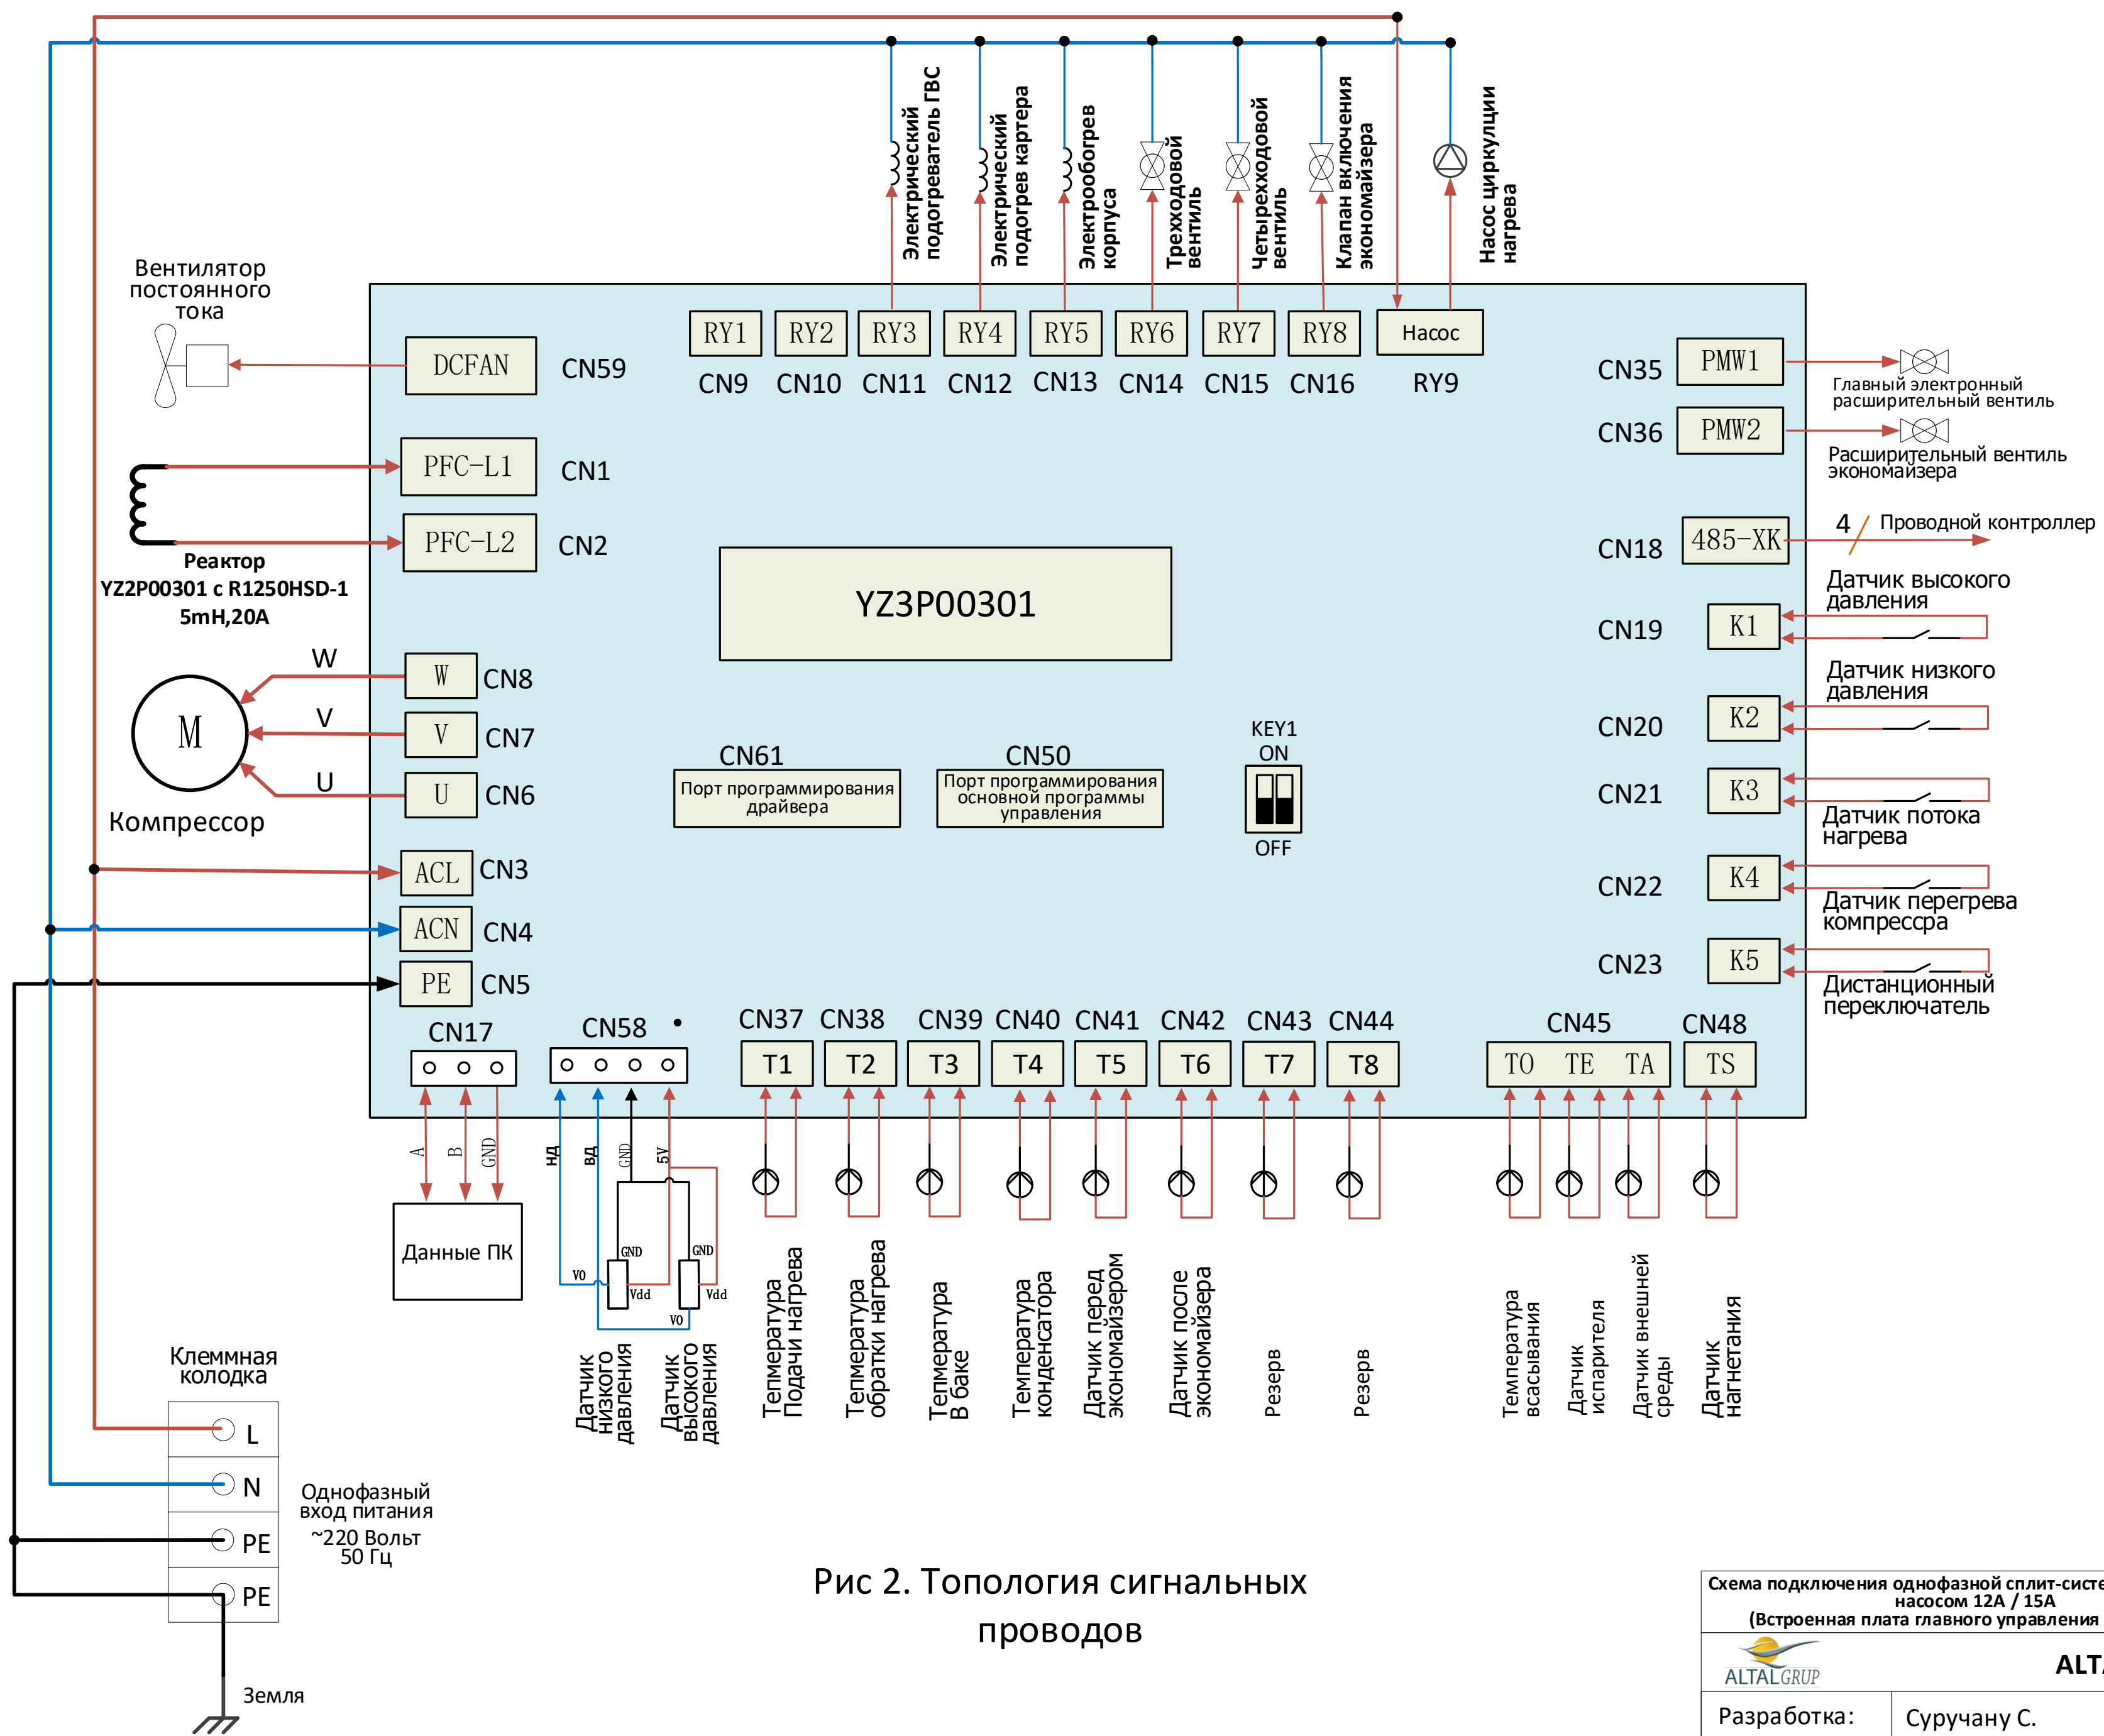 Электрический
подогреватель ГВС
Электрический
подогрев картера
Электрообогрев
корпуса
Трехходовой
вентиль
Четырехходовой
вентиль
Клапан включения
экономайзера
Насос циркулции
нагрева
Вентилятор
постоянного
тока
DCFAN
CN59
RY1
RY2
RY3
RY4
RY5
RY6
RY7
RY8
Насос
CN9
CN10
CN11
CN12
CN13
CN14
CN15
CN16
RY9
CN35
PMW1
Главный электронный
расширительный вентиль
CN36
PMW2
Расширительный вентиль
экономайзера
PFC-L1
CN1
PFC-L2
CN2
Реактор
YZ2P00301 с R1250HSD-1
5mH,20A
YZ3P00301
CN18
485-XK
4
Проводной контроллер
Датчик высокого
давления
CN19
K1
Датчик низкого
давления
CN20
K2
CN21
K3
Датчик потока
нагрева
CN22
K4
Датчик перегрева
компрессра
CN23
K5
Дистанционный
переключатель
W
W
CN8
M
V
V
CN7
U
U
CN6
Компрессор
CN61
Порт программирования
драйвера
CN50
Порт программирования
основной программы
управления
KEY1
ON
OFF
ACL
CN3
ACN
CN4
PE
CN5
CN17
CN58
CN37
CN38
CN39
CN40
CN41
CN42
CN43
CN44
CN45
CN48
T1
T2
T3
T4
T5
T6
T7
T8
TO
TE
TA
TS
A
B
GND
НД
ВД
GND
5V
Данные ПК
GND
GND
VO
Vdd
Vdd
VO
Датчик
низкого
давления
Датчик
высокого
давления
Тепмература
Подачи нагрева
Тепмература
обратки нагрева
Тепмература
В баке
Температура
конденсатора
Датчик перед
экономайзером
Датчик после
экономайзера
Резерв
Резерв
Температура
всасывания
Датчик
испарителя
Датчик внешней
среды
Датчик
нагнетания
Клеммная
колодка
L
N
PE
PE
Однофазный
вход питания
~220 Вольт
50 Гц
Земля
Рис 2. Топология сигнальных
проводов
Схема подключения однофазной сплит-систе
насосом 12A / 15A
(Встроенная плата главного управления
ALTALGRUP
ALTA
Разработка:
Суручану С.